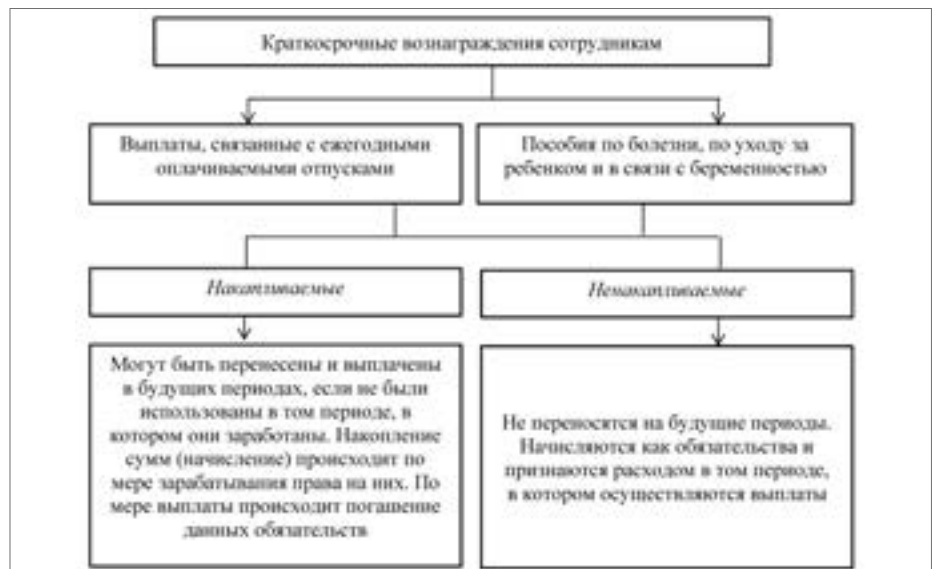 Краткосрочные вознаграждения сотрудникам
Выплаты, связанные с ежегодными
оплачиваемыми отпусками
Пособия по болезни, по уходу за
ребенком и в связи с беременностью
Накапливаемые
Ненакапливаемые
Могут быть перенесены и выплачены
в будущих периодах, если не были
использованы в том периоде, в
котором они заработаны. Накопление
сумм (начисление) происходит по
мере зарабатывания права на них. По
мере выплаты происходит погашение
данных обязательств
Не переносятся на будущие периоды.
Начисляются как обязательства и
признаются расходом в том периоде,
в котором осуществляются выплаты